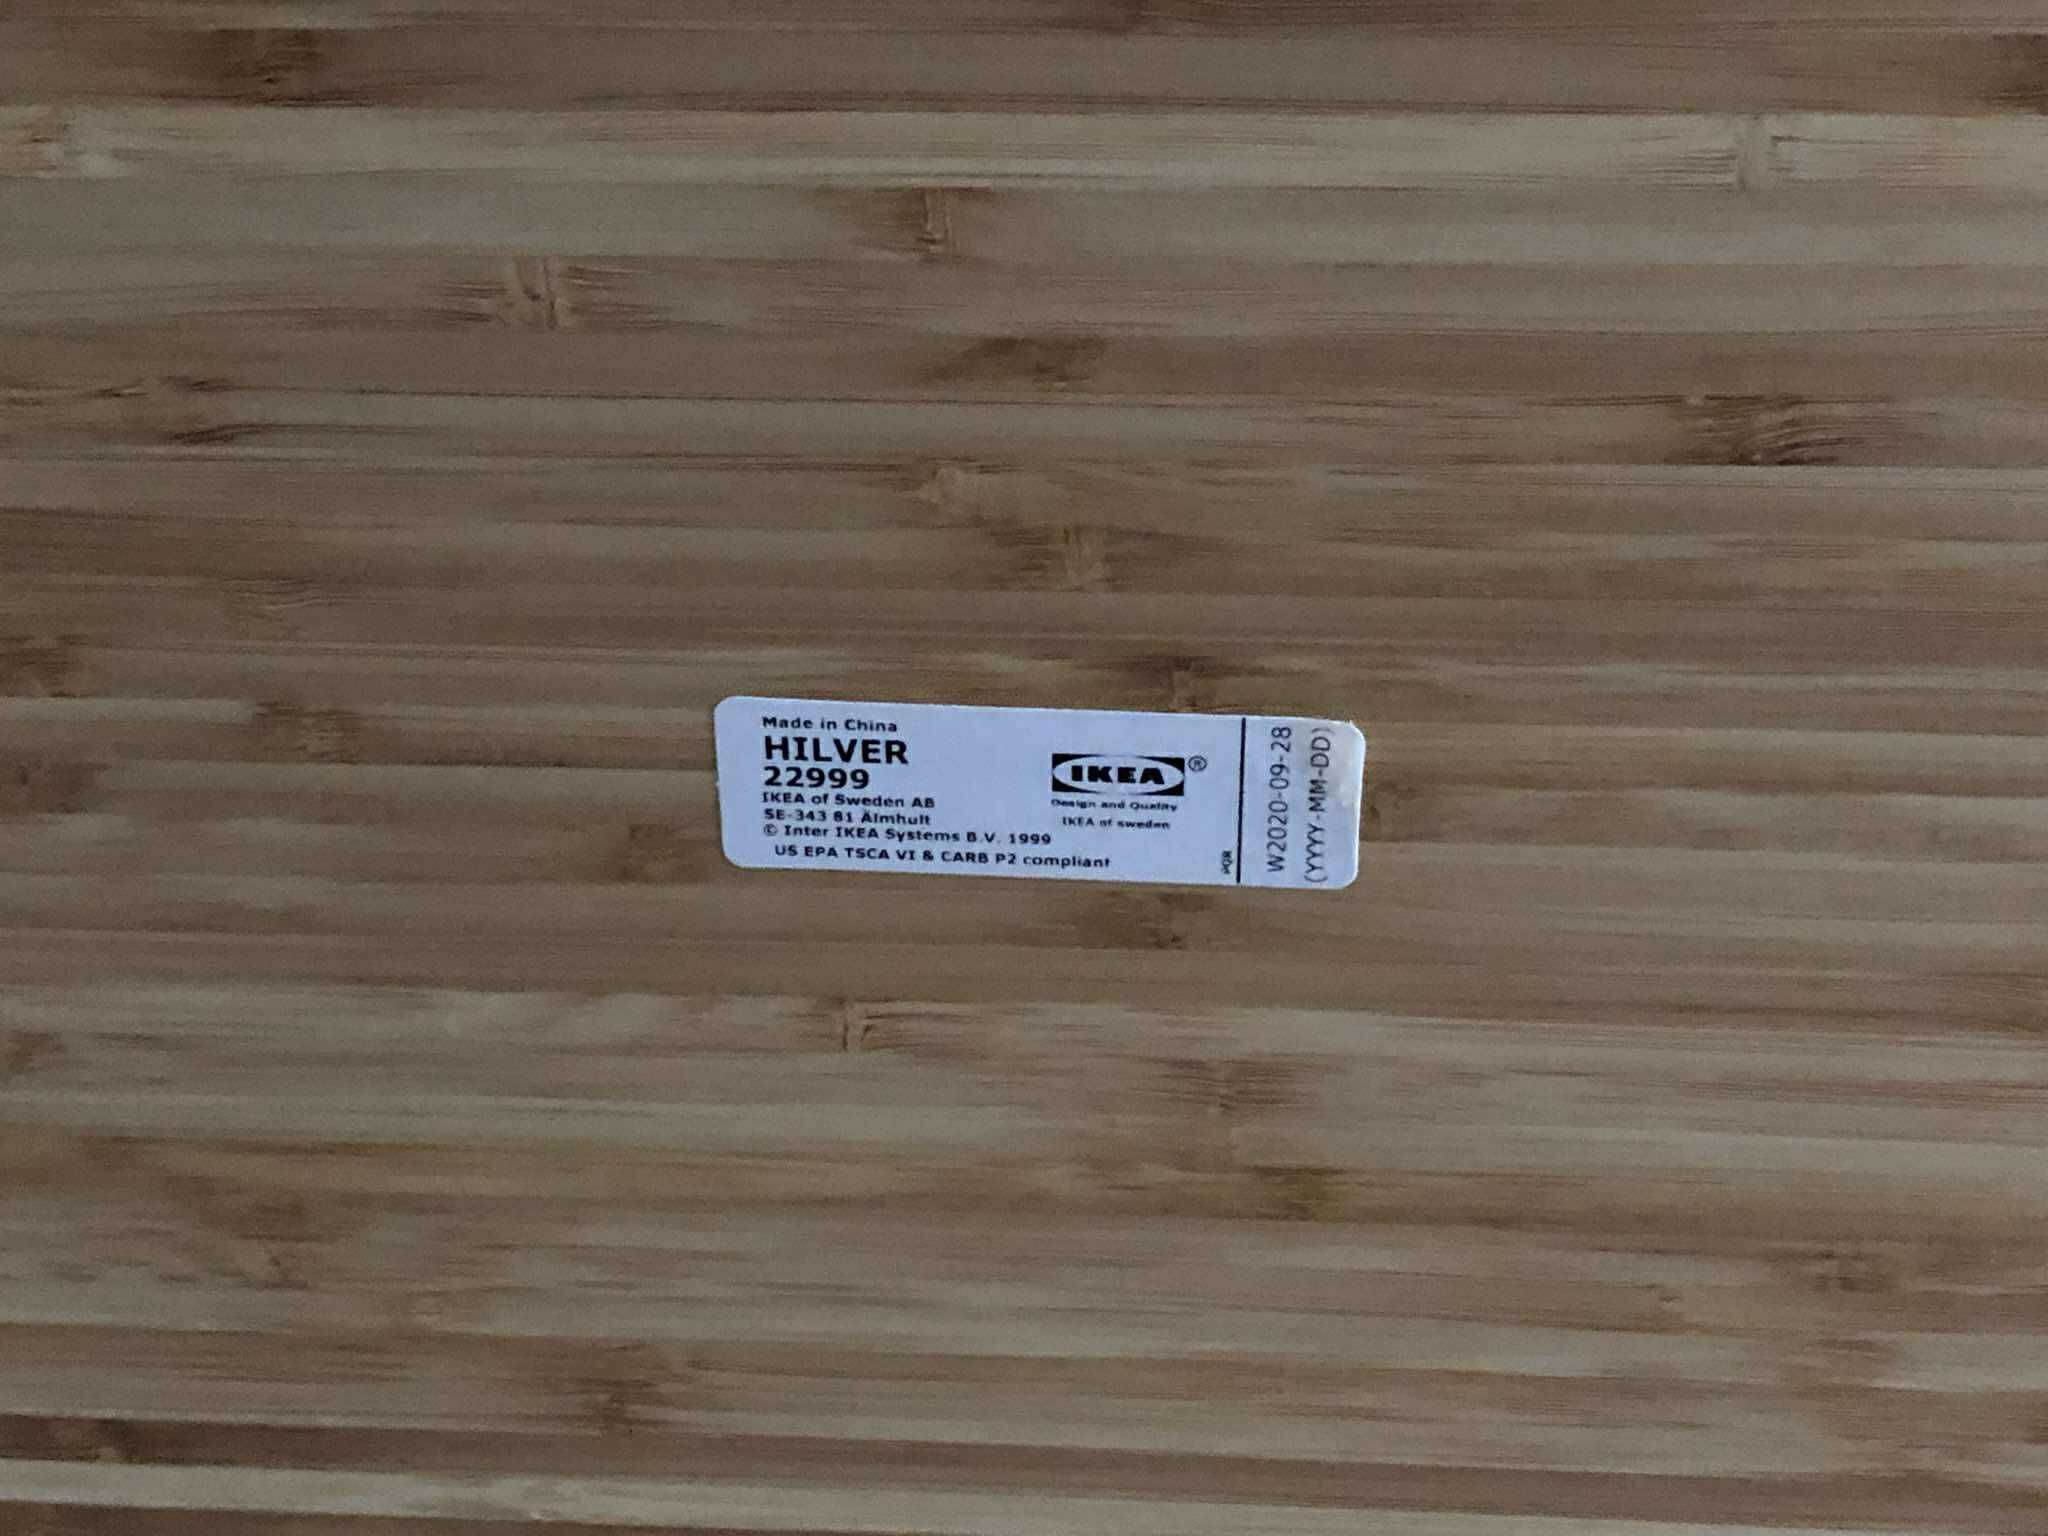 Made in China
HILVER
22999
IKEA of Sweden AB
SE-343 81 Älmhult
© Inter IKEA Systems B.V. 1999
US EPA TSCA VI & CARB P2 compliant
IKEA®
Design and Quality
IKEA of Sweden
W2020-09-28
(YYYY-MM-DD)